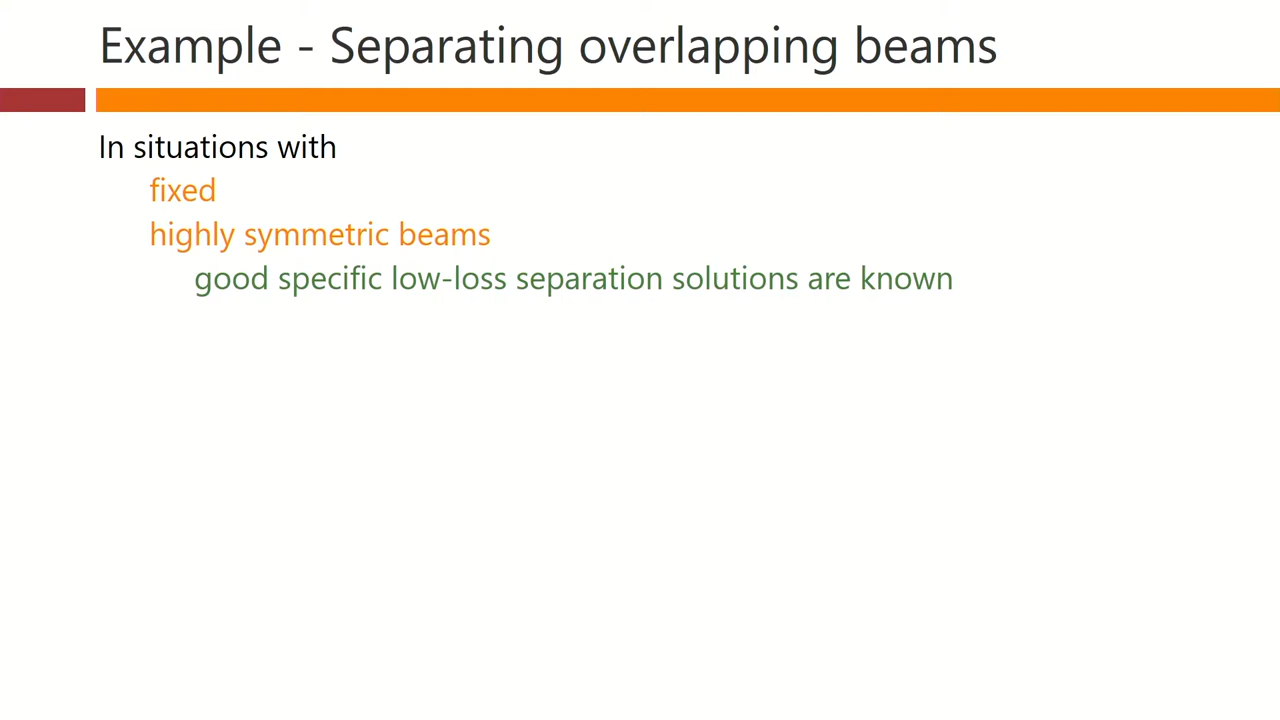 Example - Separating overlapping beams
In situations with
fixed
highly symmetric beams
good specific low-loss separation solutions are known